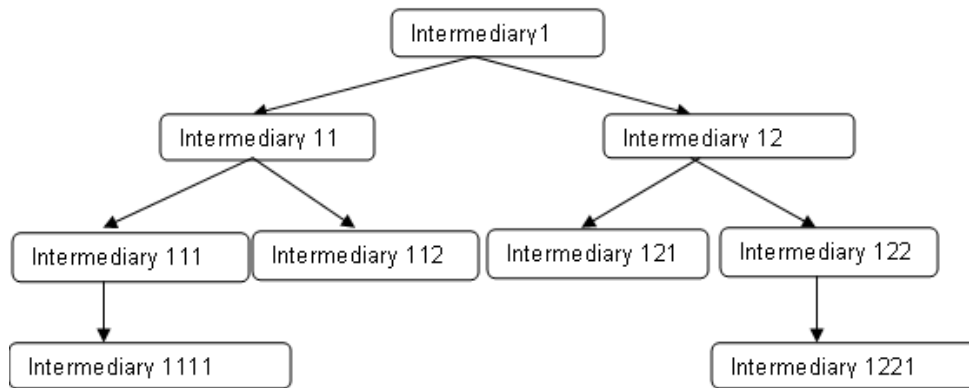 Intermediary1
Intermediary 11
Intermediary 12
Intermediary 111
Intermediary 112
Intermediary 121
Intermediary 122
Intermediary 1111
Intermediary 1221